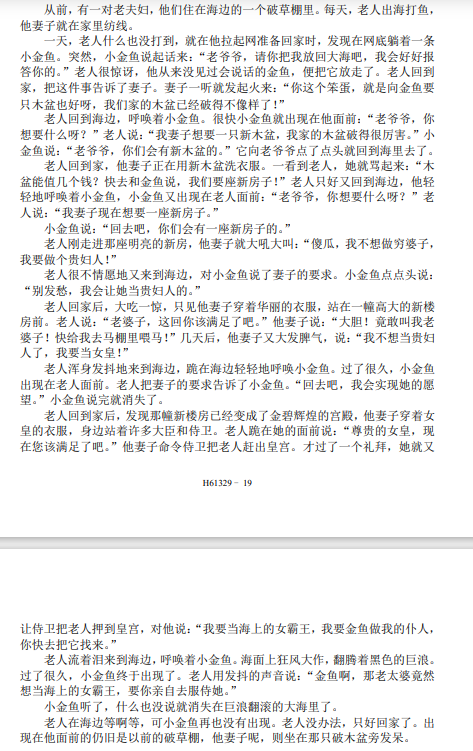 从前，有一对老夫妇，他们住在海边的一个破草棚里。每天，老人出海打鱼，
他妻子就在家里纺线。
一天，老人什么也没打到，就在他拉起网准备回家时，发现在网底躺着一条
小金鱼。突然，小金鱼说起话来：“老爷爷，请你把我放回大海吧，我会好好报
答你的。”老人很惊讶，他从来没见过会说话的金鱼，便把它放走了。老人回到
家，把这件事告诉了妻子。妻子一听就发起火来：“你这个笨蛋，就是向金鱼要
只木盆也好呀，我们家的木盆已经破得不像样了！”
老人回到海边，呼唤着小金鱼。很快小金鱼就出现在他面前：“老爷爷，你
想要什么呀？”老人说：“我妻子想要一只新木盆，我家的木盆破得很厉害。”小
金鱼说：“老爷爷，你们会有新木盆的。”它向老爷爷点了点头就回到海里去了。
老人回到家，他妻子正在用新木盆洗衣服。一看到老人，她就骂起来：“木
盆能值几个钱？快去和金鱼说，我们要座新房子！”老人只好又回到海边，他轻
轻地呼唤着小金鱼，小金鱼又出现在老人面前：“老爷爷，你想要什么呀？”老
人说：“我妻子现在想要一座新房子。”
小金鱼说：“回去吧，你们会有一座新房子的。”
老人刚走进那座明亮的新房，他妻子就大吼大叫：“傻瓜，我不想做穷婆子，
我要做个贵妇人！”
老人很不情愿地又来到海边，对小金鱼说了妻子的要求。小金鱼点点头说：
“别发愁，我会让她当贵妇人的。”
老人回家后，大吃一惊，只见他妻子穿着华丽的衣服，站在一幢高大的新楼
房前。老人说：“老婆子，这回你该满足了吧。”他妻子说：“大胆！竟敢叫我老
婆子！快给我去马棚里喂马！”几天后，他妻子又大发脾气，说：“我不想当贵妇
人了，我要当女皇！”
老人浑身发抖地来到海边，跪在海边轻轻地呼唤小金鱼。过了很久，小金鱼
出现在老人面前。老人把妻子的要求告诉了小金鱼。“回去吧，我会实现她的愿
望。”小金鱼说完就消失了。
老人回到家后，发现那幢新楼房已经变成了金碧辉煌的宫殿，他妻子穿着女
皇的衣服，身边站着许多大臣和侍卫。老人跪在她的面前说：“尊贵的女皇，现
在您该满足了吧。”他妻子命令侍卫把老人赶出皇宫。才过了一个礼拜，她就又
H61329－ 19
让侍卫把老人押到皇宫，对他说：“我要当海上的女霸王，我要金鱼做我的仆人，
你快去把它找来。”
老人流着泪来到海边，呼唤着小金鱼。海面上狂风大作，翻腾着黑色的巨浪。
过了很久，小金鱼终于出现了。老人用发抖的声音说：“金鱼啊，那老太婆竟然
想当海上的女霸王，要你亲自去服侍她。”
小金鱼听了，什么也没说就消失在巨浪翻滚的大海里了。
老人在海边等啊等，可小金鱼再也没有出现。老人没办法，只好回家了。出
现在他面前的仍旧是以前的破草棚，他妻子呢，则坐在那只破木盆旁发呆。